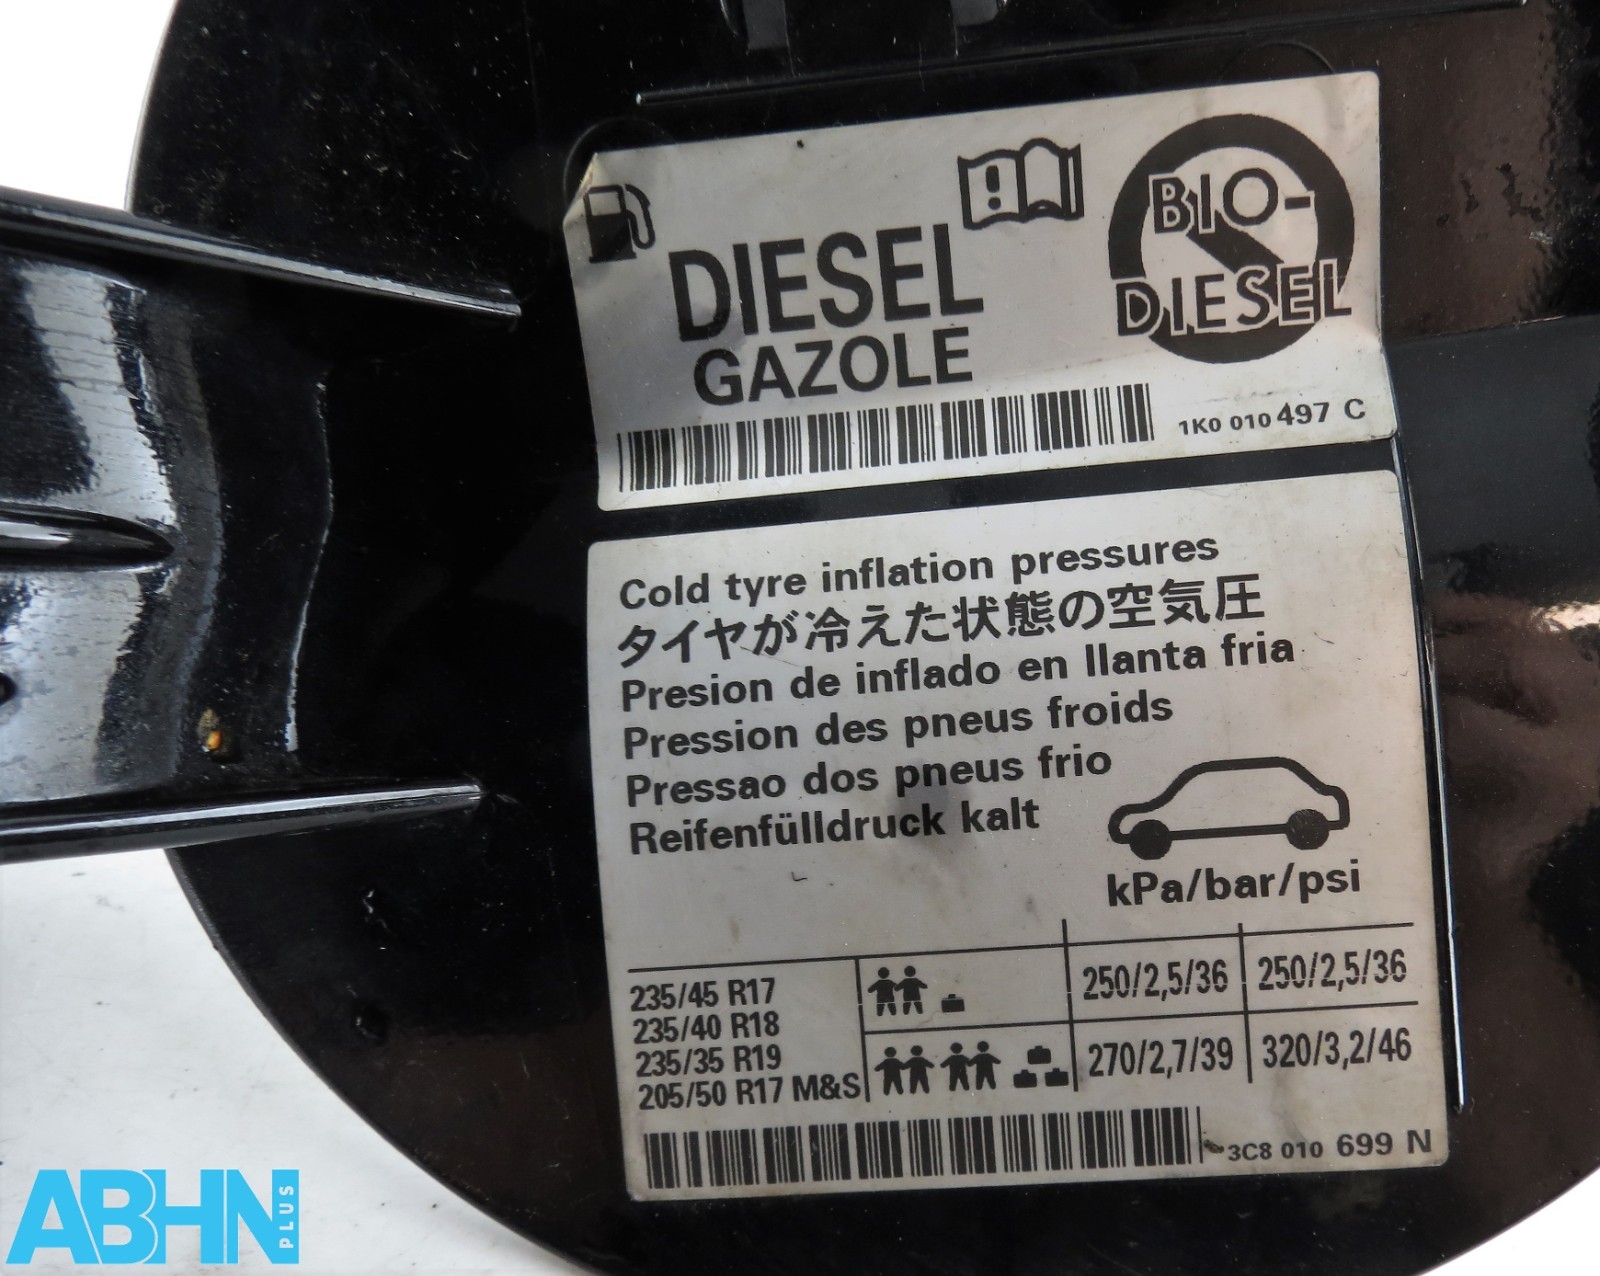 DIESEL
GAZOLE
BIO-
DIESEL
1K0 010 497 C
Cold tyre inflation pressures
タイヤが冷えた状態の空気圧
Presion de inflado en llanta fria
Pression des pneus froids
Pressao dos pneus frio
Reifenfülldruck kalt
kPa/bar/psi
235/45 R17
235/40 R18
235/35 R19
205/50 R17 M&S
250/2,5/36 250/2,5/36
270/2,7/39 320/3,2/46
3C8 010 699 N
ABHN PLUS